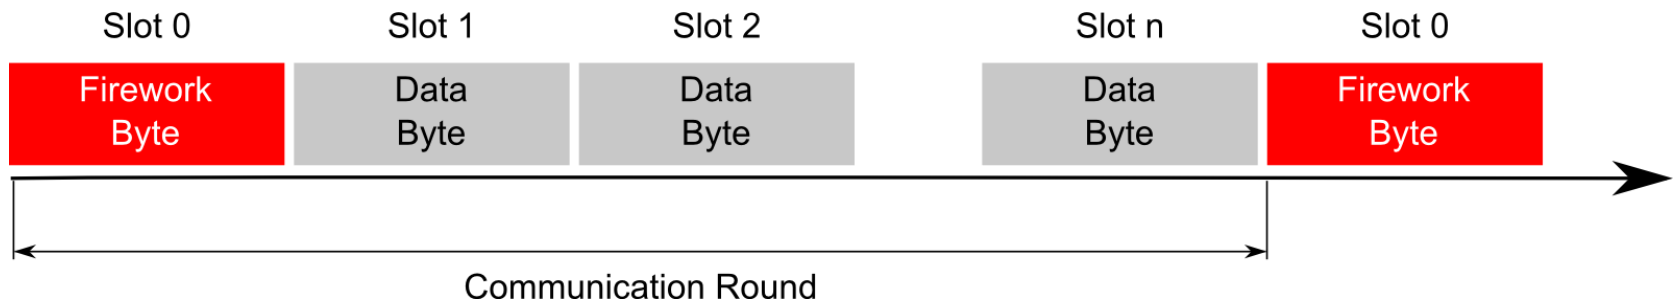 Slot 0 Slot 1 Slot 2 Slot n Slot 0
Firework Data Data Data Firework
Byte Byte Byte Byte Byte
Communication Round